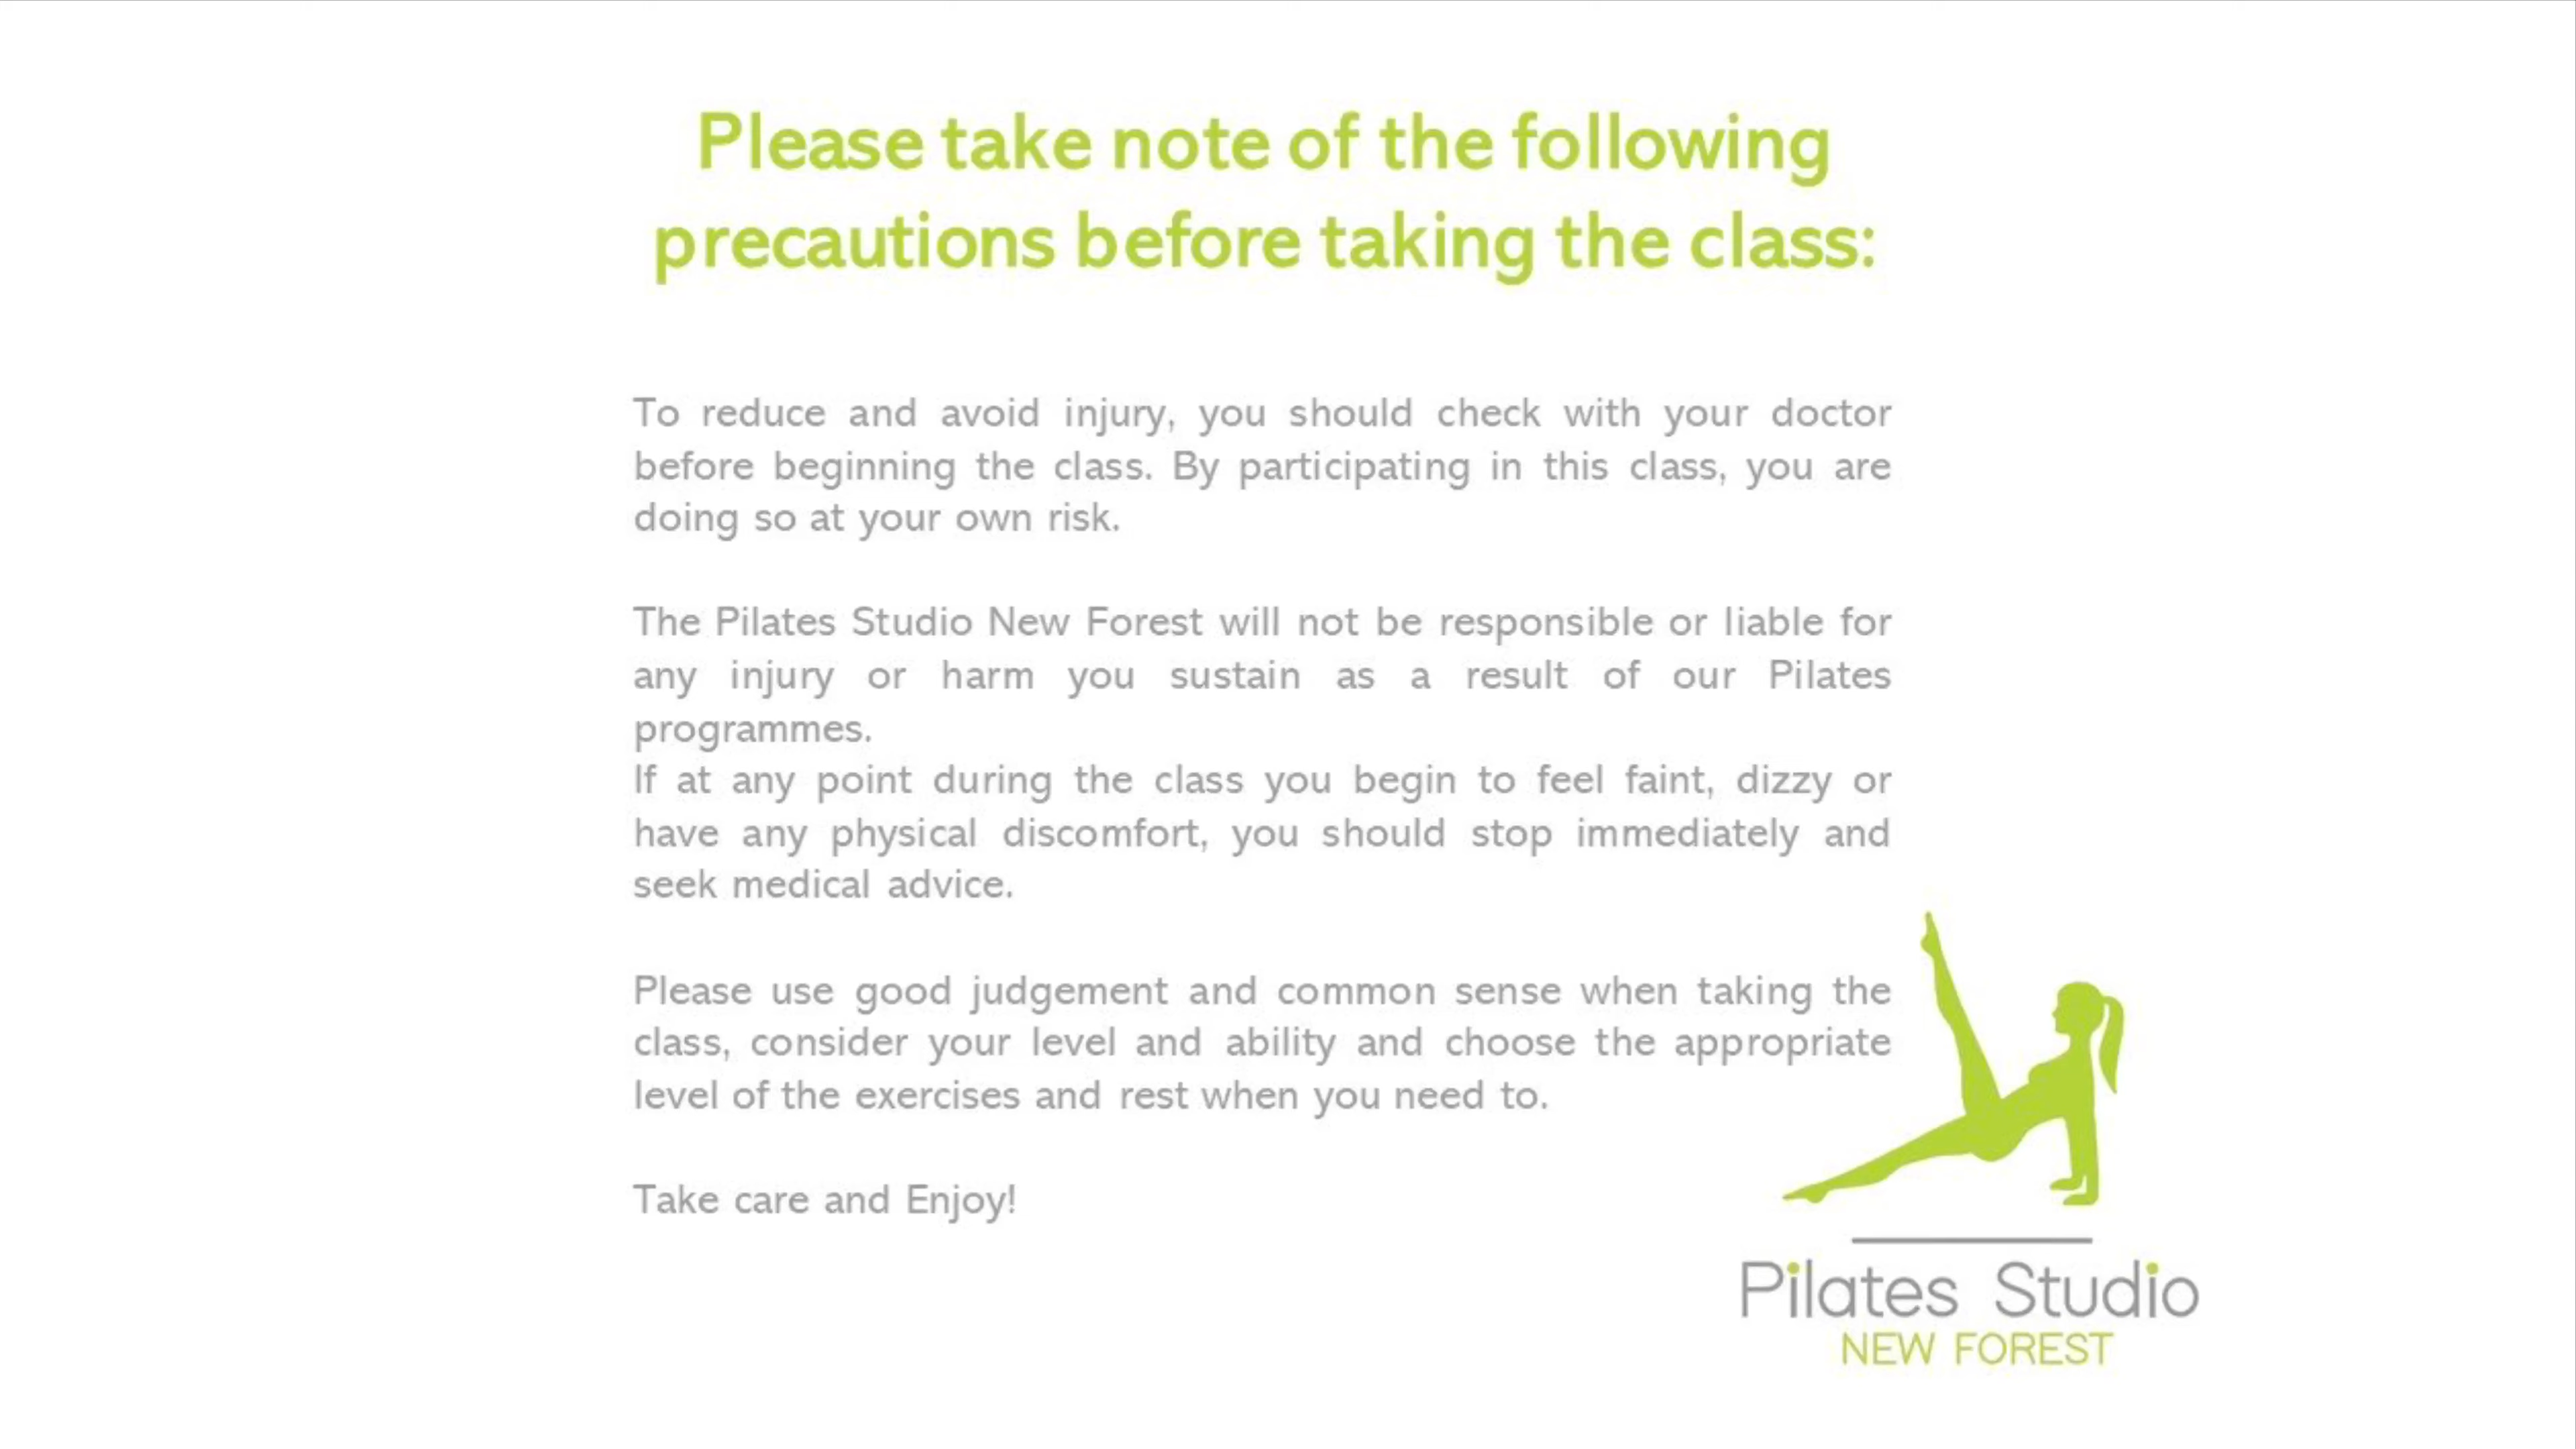 Please take note of the following
precautions before taking the class:
To reduce and avoid injury, you should check with your doctor
before beginning the class. By participating in this class, you are
doing so at your own risk.
The Pilates Studio New Forest will not be responsible or liable for
any injury or harm you sustain as a result of our Pilates
programmes.
If at any point during the class you begin to feel faint, dizzy or
have any physical discomfort, you should stop immediately and
seek medical advice.
Please use good judgement and common sense when taking the
class, consider your level and ability and choose the appropriate
level of the exercises and rest when you need to.
Take care and Enjoy!
Pilates Studio
NEW FOREST